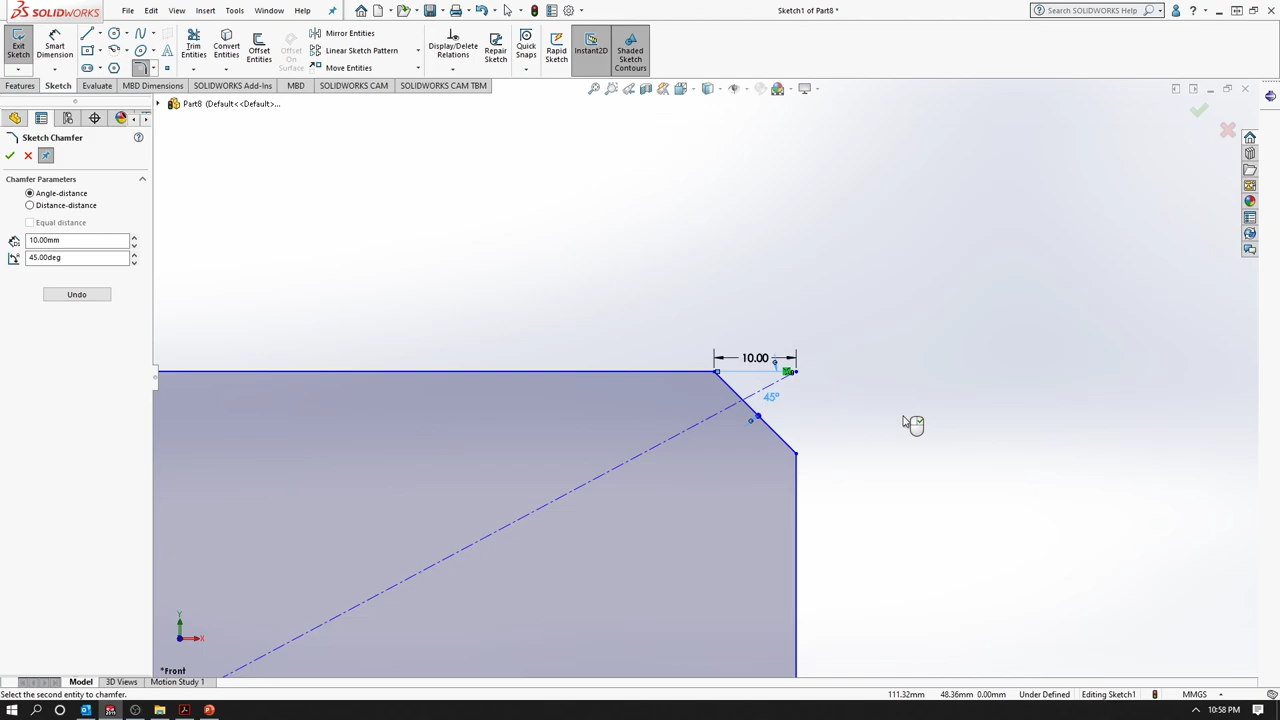 SOLIDWORKS
File Edit View Insert Tools Window Help
Sketch1 of Part8 *
Search SOLIDWORKS Help
Exit Sketch
Smart Dimension
Trim Entities
Convert Entities
Offset Entities
Offset On Surface
Mirror Entities
Linear Sketch Pattern
Move Entities
Display/Delete Relations
Repair Sketch
Quick Snaps
Rapid Sketch
Instant2D
Shaded Sketch Contours
Features Sketch Evaluate MBD Dimensions SOLIDWORKS Add-Ins MBD SOLIDWORKS CAM SOLIDWORKS CAM TBM
Part8 (Default<<Default>...
Sketch Chamfer
Chamfer Parameters
Angle-distance
Distance-distance
Equal distance
10.00mm
45.00deg
Undo
10.00
45°
Y
X
*Front
Model 3D Views Motion Study 1
Select the second entity to chamfer.
111.32mm 48.36mm 0.00mm Under Defined Editing Sketch1 MMGS
10:58 PM